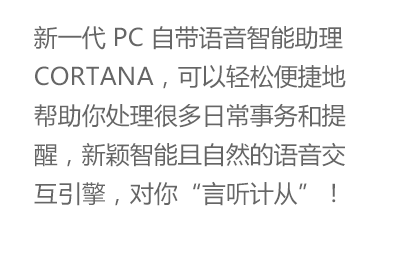 新一代 PC 自带语音智能助理
CORTANA，可以轻松便捷地
帮助你处理很多日常事务和提
醒，新颖智能且自然的语音交
互引擎，对你“言听计从”！